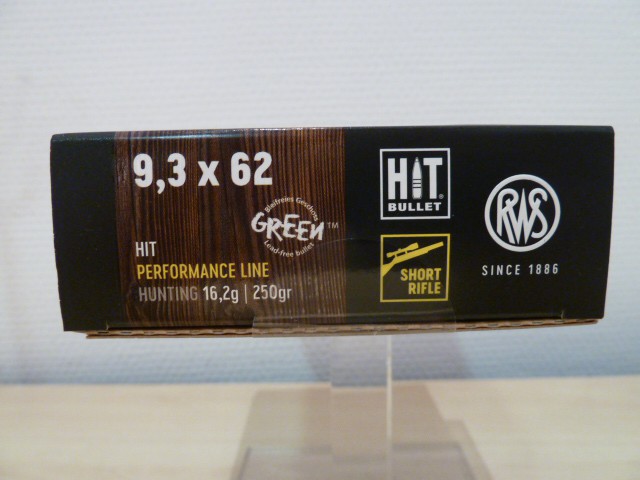 9,3 x 62
HIT
PERFORMANCE LINE
HUNTING 16,2g | 250gr
Bleifreies Geschoss
GREEN™
Lead-free bullet
HIT
BULLET®
SHORT
RIFLE
RWS
SINCE 1886